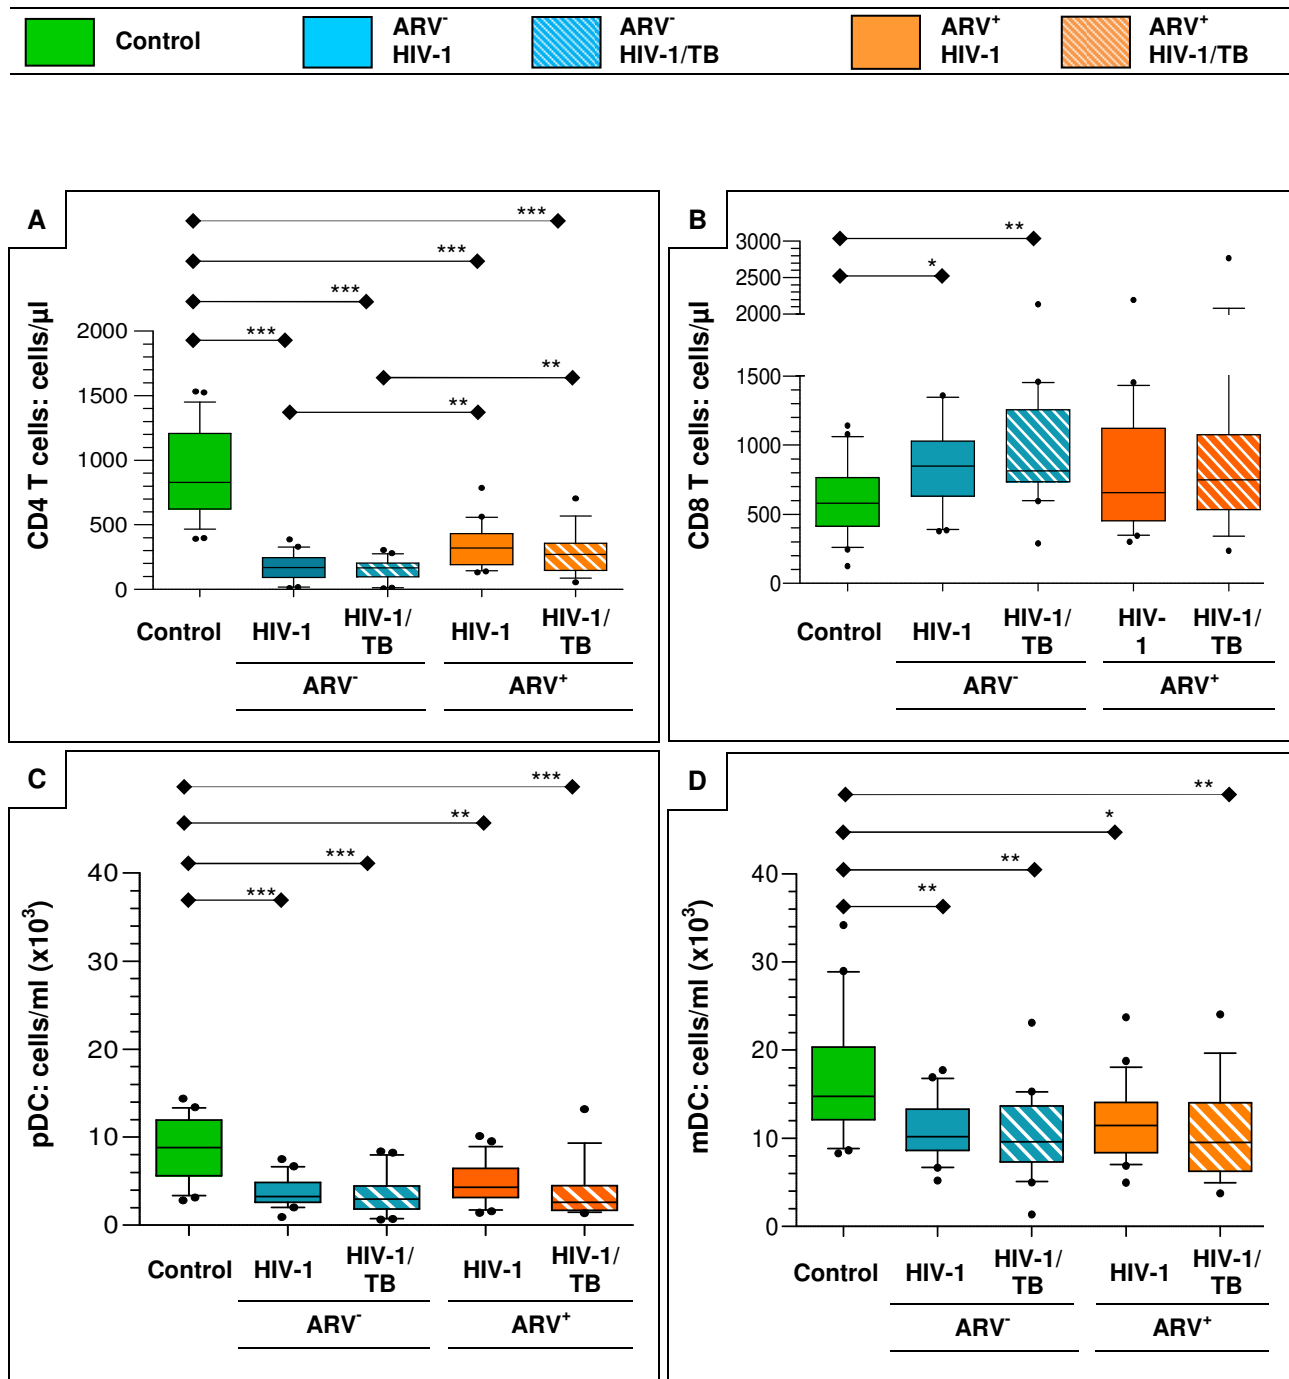 Control
ARV⁻
HIV-1
ARV⁻
HIV-1/TB
ARV⁺
HIV-1
ARV⁺
HIV-1/TB
A
***
***
***
***
**
**
CD4 T cells: cells/µl
2000
1500
1000
500
0
Control
HIV-1
HIV-1/
TB
HIV-1
HIV-1/
TB
ARV⁻
ARV⁺
B
**
*
CD8 T cells: cells/µl
3000
2500
2000
1500
1000
500
0
Control
HIV-1
HIV-1/
TB
HIV-
1
HIV-1/
TB
ARV⁻
ARV⁺
C
***
**
***
***
pDC: cells/ml (x10³)
40
30
20
10
0
Control
HIV-1
HIV-1/
TB
HIV-1
HIV-1/
TB
ARV⁻
ARV⁺
D
**
*
**
**
mDC: cells/ml (x10³)
40
30
20
10
0
Control
HIV-1
HIV-1/
TB
HIV-1
HIV-1/
TB
ARV⁻
ARV⁺